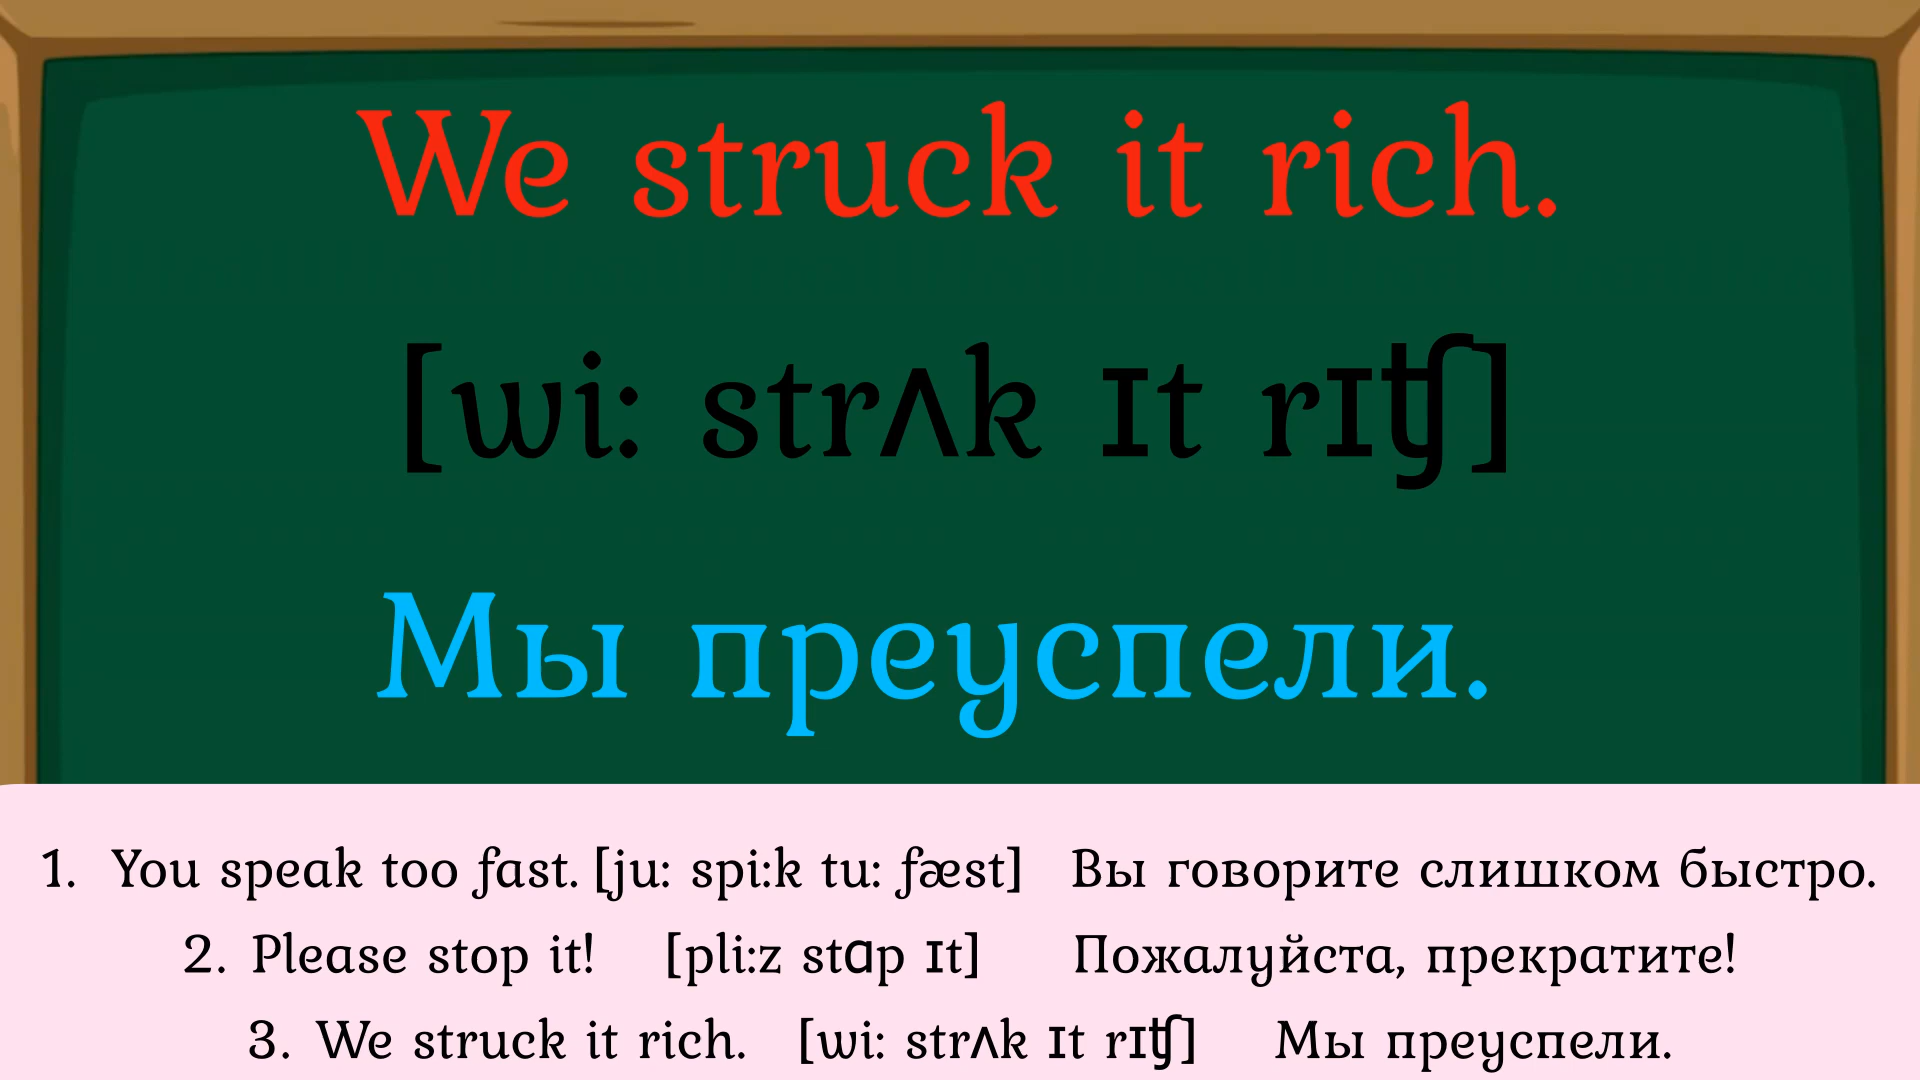 We struck it rich.
[wi: strʌk ɪt rɪʧ]
Мы преуспели.
1. You speak too fast. [ju: spi:k tu: fæst] Вы говорите слишком быстро.
2. Please stop it! [pli:z stɑp ɪt] Пожалуйста, прекратите!
3. We struck it rich. [wi: strʌk ɪt rɪʧ] Мы преуспели.